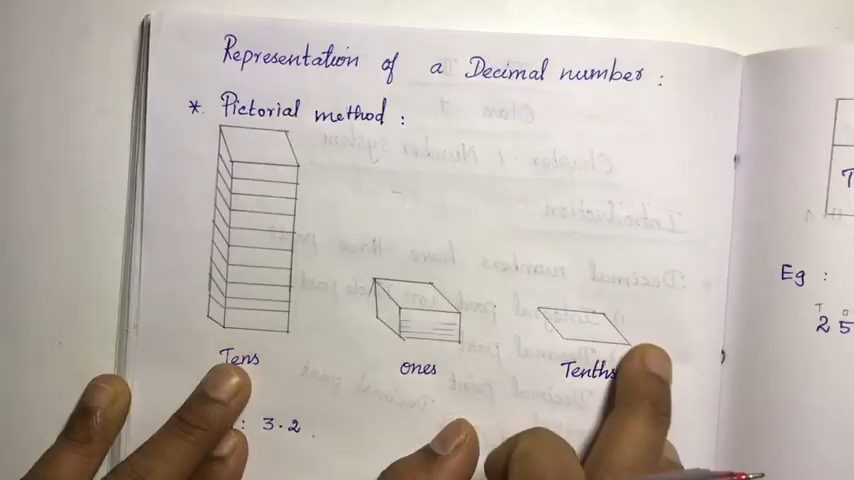 Representation of a Decimal number :
* Pictorial method :
Tens
ones
Tenths
: 3.2
Eg :
T O
2 5